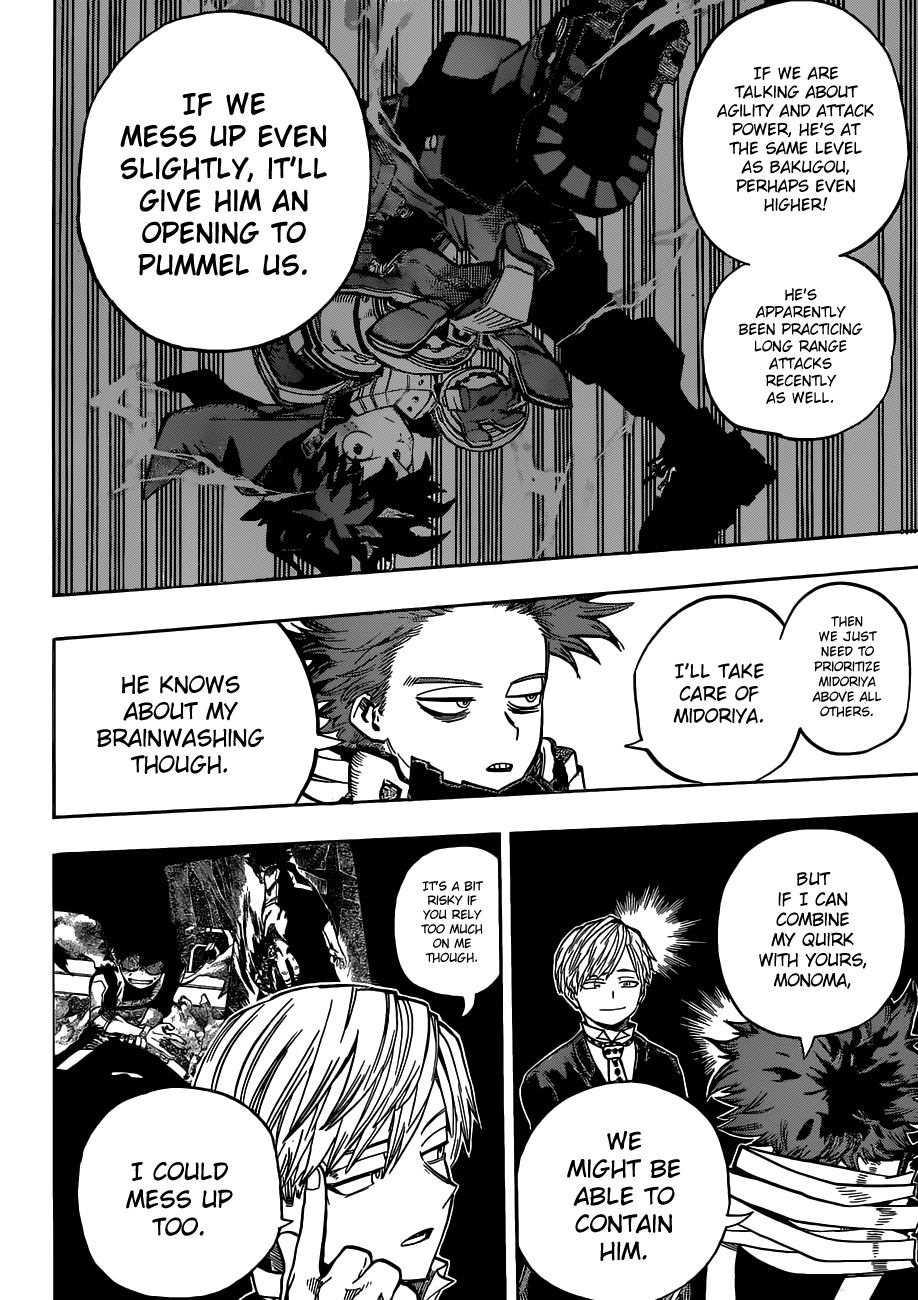 IF WE ARE
TALKING ABOUT
AGILITY AND ATTACK
POWER, HE'S AT
THE SAME LEVEL
AS BAKUGOU,
PERHAPS EVEN
HIGHER!
HE'S
APPARENTLY
BEEN PRACTICING
LONG RANGE
ATTACKS
RECENTLY
AS WELL.
IF WE
MESS UP EVEN
SLIGHTLY, IT'LL
GIVE HIM AN
OPENING TO
PUMMEL US.
THEN
WE JUST
NEED TO
PRIORITIZE
MIDORIYA
ABOVE ALL
OTHERS.
I'LL TAKE
CARE OF
MIDORIYA.
HE KNOWS
ABOUT MY
BRAINWASHING
THOUGH.
BUT
IF I CAN
COMBINE
MY QUIRK
WITH YOURS,
MONOMA,
WE
MIGHT BE
ABLE TO
CONTAIN
HIM.
IT'S A BIT
RISKY IF
YOU RELY
TOO MUCH
ON ME
THOUGH.
I COULD
MESS UP
TOO.